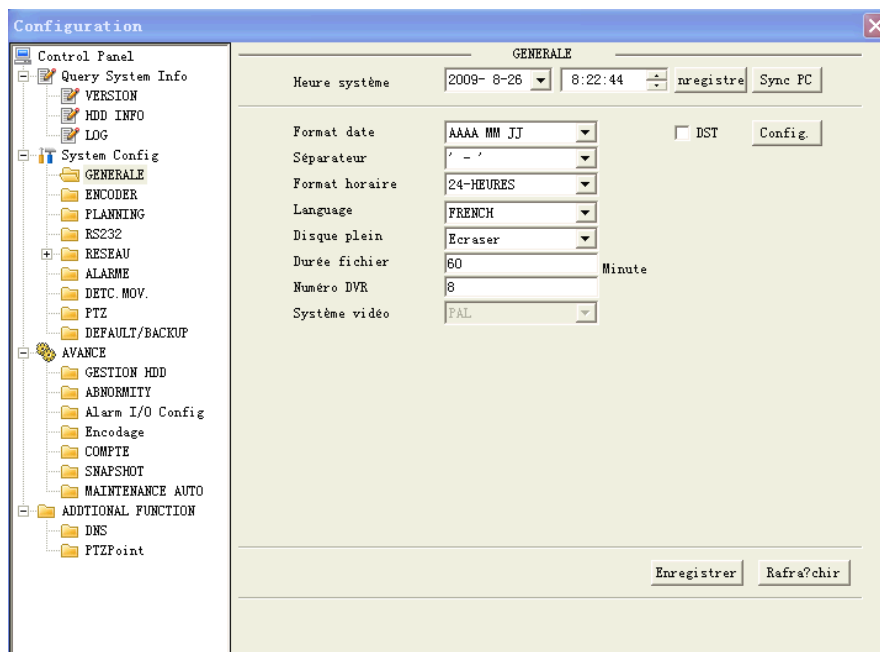 Configuration
Control Panel
Query System Info
VERSION
HDD INFO
LOG
System Config
GENERALE
ENCODER
PLANNING
RS232
RESEAU
ALARME
DETC.MOV.
PTZ
DEFAULT/BACKUP
AVANCE
GESTION HDD
ABNORMITY
Alarm I/O Config
Encodage
COMPTE
SNAPSHOT
MAINTENANCE AUTO
ADDTIONAL FUNCTION
DNS
PTZPoint
GENERALE
Heure système 2009- 8-26 8:22:44 nregistre Sync PC
Format date AAAA MM JJ DST Config.
Séparateur ' - '
Format horaire 24-HEURES
Language FRENCH
Disque plein Ecraser
Durée fichier 60 Minute
Numéro DVR 8
Système vidéo PAL
Enregistrer Rafra?chir